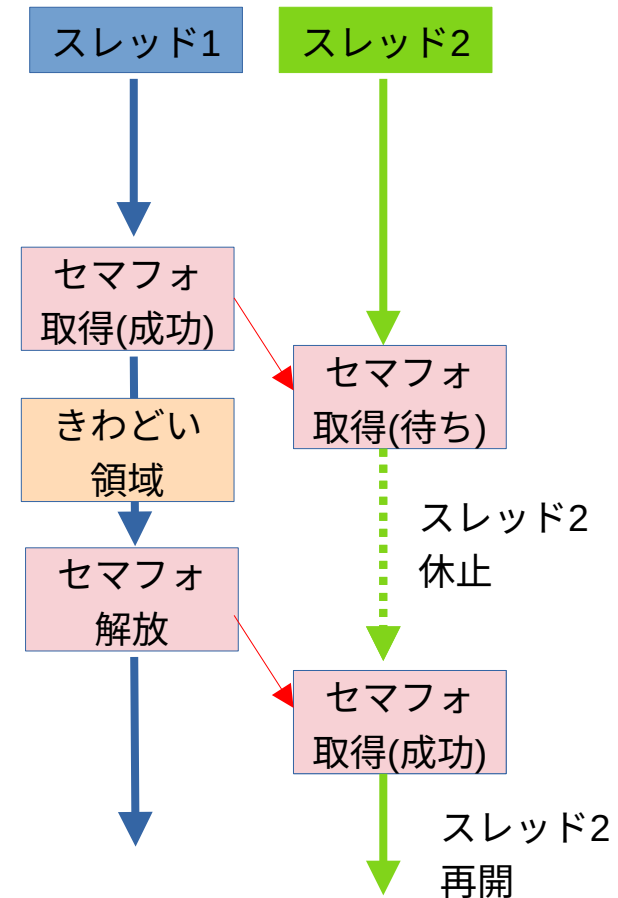 スレッド1
スレッド2
セマフォ
取得(成功)
セマフォ
取得(待ち)
きわどい
領域
スレッド2
休止
セマフォ
解放
セマフォ
取得(成功)
スレッド2
再開